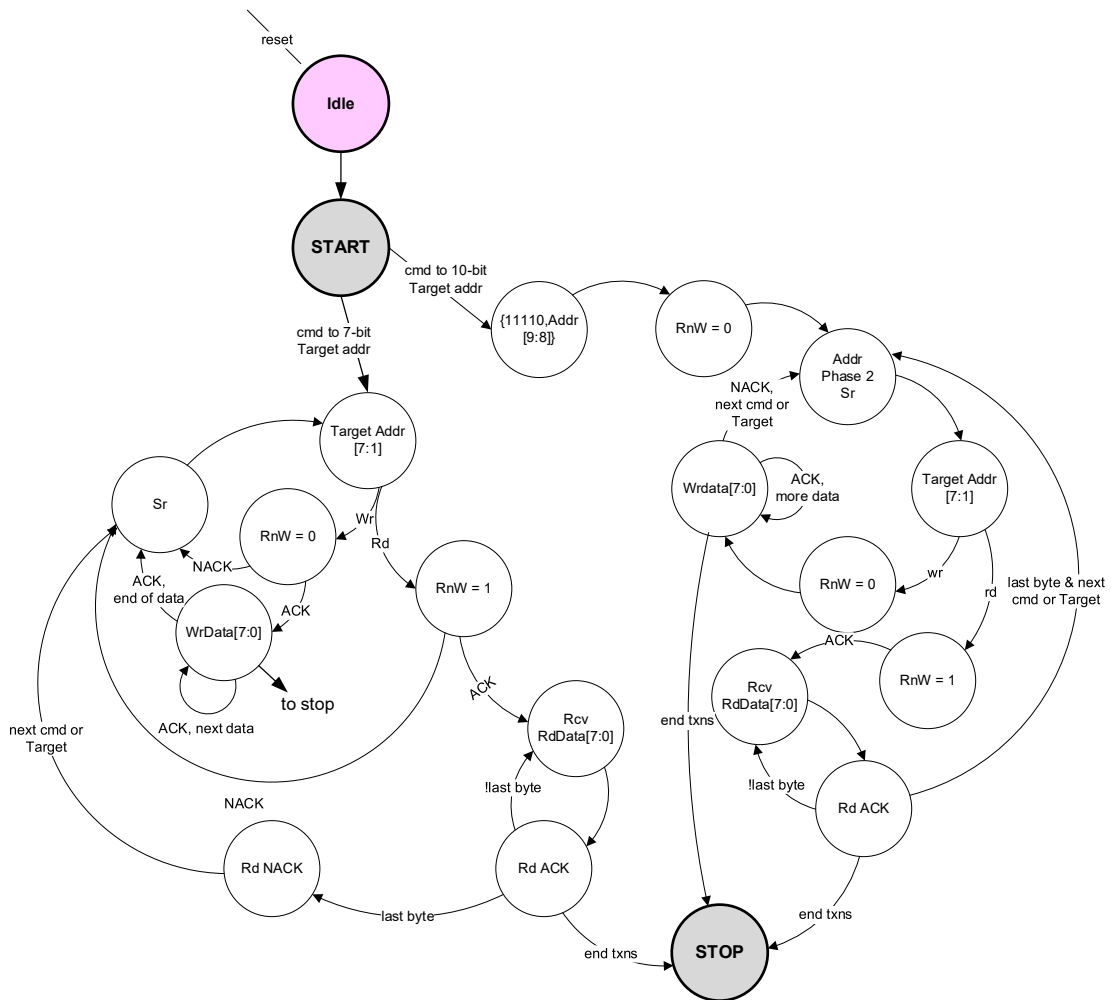 reset
Idle
START
cmd to 10-bit
Target addr
cmd to 7-bit
Target addr
{11110,Addr
[9:8]}
RnW = 0
Addr
Phase 2
Sr
NACK,
next cmd or
Target
Target Addr
[7:1]
Sr
RnW = 0
Wr
Rd
NACK
ACK,
end of data
ACK
WrData[7:0]
to stop
ACK, next data
RnW = 1
ACK
Rcv
RdData[7:0]
!last byte
next cmd or
Target
NACK
Rd NACK
last byte
Rd ACK
end txns
Wrdata[7:0]
ACK,
more data
Target Addr
[7:1]
RnW = 0
wr
rd
last byte & next
cmd or Target
ACK
RnW = 1
Rcv
RdData[7:0]
end txns
!last byte
Rd ACK
end txns
STOP